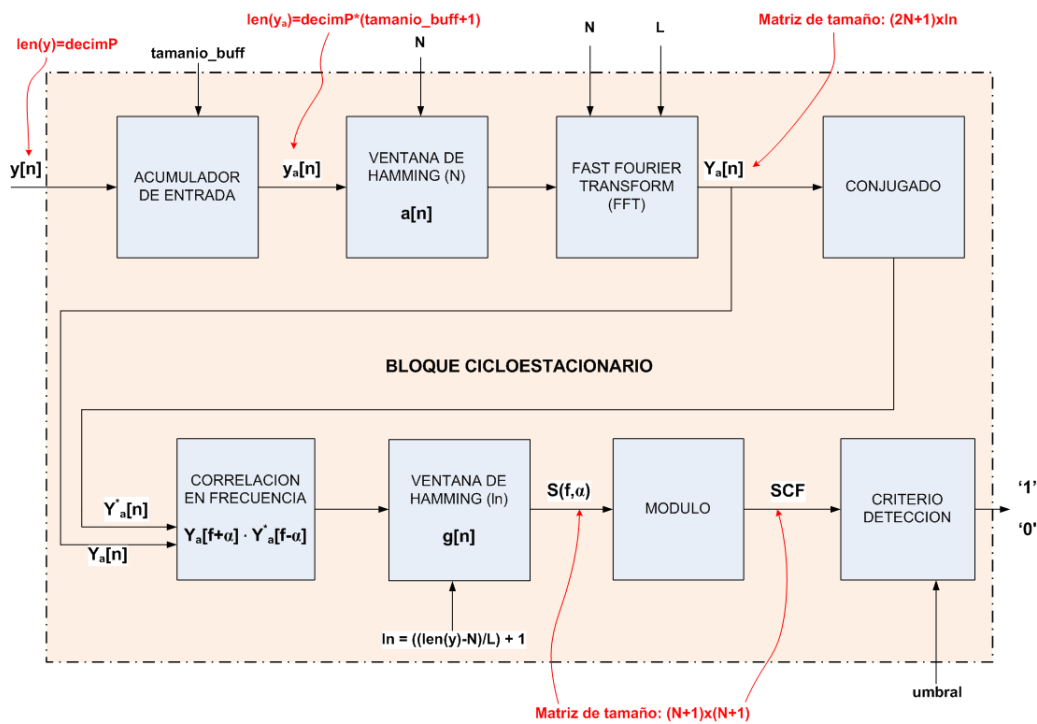 len(yₐ)=decimP*(tamanio_buff+1)
Matriz de tamaño: (2N+1)xln
len(y)=decimP
tamanio_buff
N
N
L
y[n]
ACUMULADOR
DE ENTRADA
yₐ[n]
VENTANA DE
HAMMING (N)
a[n]
FAST FOURIER
TRANSFORM
(FFT)
Yₐ[n]
CONJUGADO
BLOQUE CICLOESTACIONARIO
Y*ₐ[n]
Yₐ[n]
CORRELACION
EN FRECUENCIA
Yₐ[f+α] · Y*ₐ[f-α]
VENTANA DE
HAMMING (ln)
g[n]
S(f,α)
MODULO
SCF
CRITERIO
DETECCION
‘1’
‘0'
ln = ((len(y)-N)/L) + 1
umbral
Matriz de tamaño: (N+1)x(N+1)